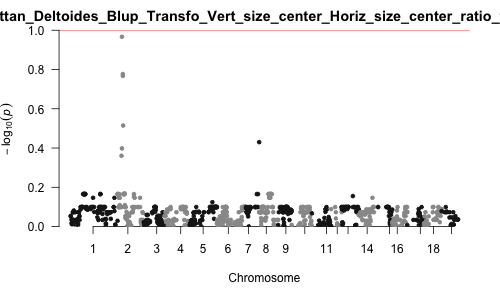 ttan_Deltoides_Blup_Transfo_Vert_size_center_Horiz_size_center_ratio_
1.0
0.8
0.6
0.4
0.2
0.0
− log10(p)
1 2 3 4 5 6 7 8 9 11 14 16 18
Chromosome